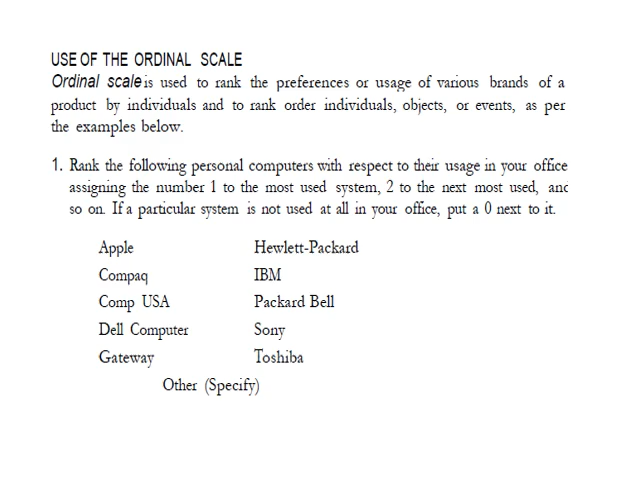 USE OF THE ORDINAL SCALE
Ordinal scale is used to rank the preferences or usage of various brands of a
product by individuals and to rank order individuals, objects, or events, as per
the examples below.
1. Rank the following personal computers with respect to their usage in your office
assigning the number 1 to the most used system, 2 to the next most used, and
so on. If a particular system is not used at all in your office, put a 0 next to it.
Apple Hewlett-Packard
Compaq IBM
Comp USA Packard Bell
Dell Computer Sony
Gateway Toshiba
Other (Specify)